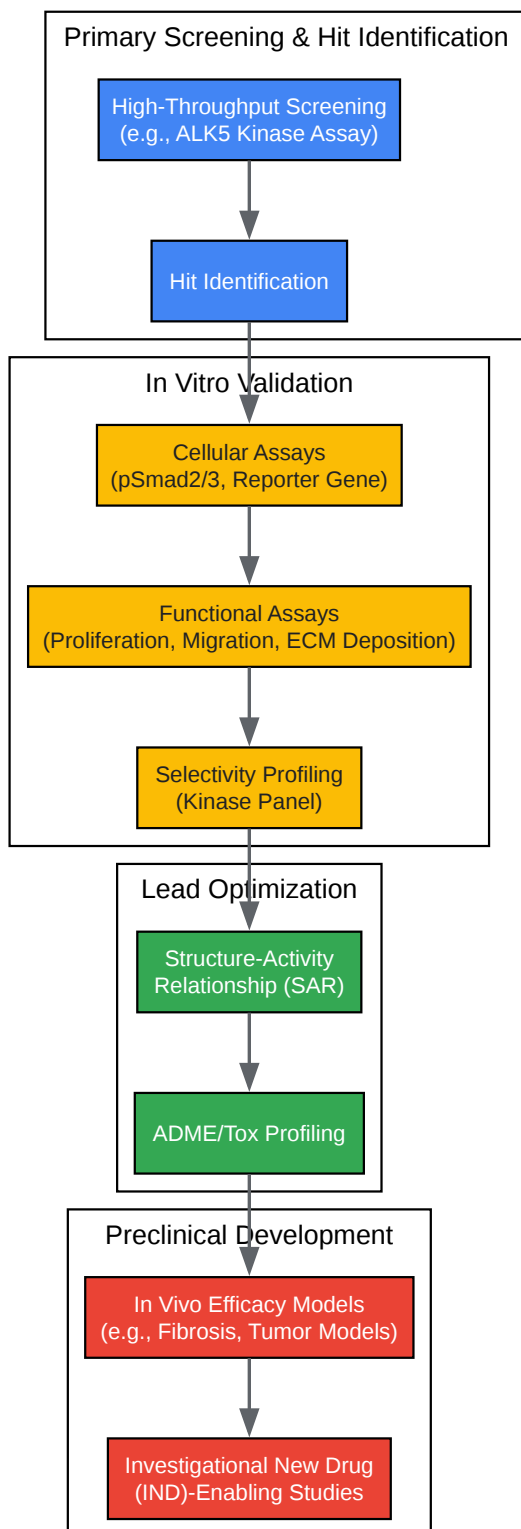 Primary Screening & Hit Identification
High-Throughput Screening
(e.g., ALK5 Kinase Assay)
Hit Identification
In Vitro Validation
Cellular Assays
(pSmad2/3, Reporter Gene)
Functional Assays
(Proliferation, Migration, ECM Deposition)
Selectivity Profiling
(Kinase Panel)
Lead Optimization
Structure-Activity
Relationship (SAR)
ADME/Tox Profiling
Preclinical Development
In Vivo Efficacy Models
(e.g., Fibrosis, Tumor Models)
Investigational New Drug
(IND)-Enabling Studies